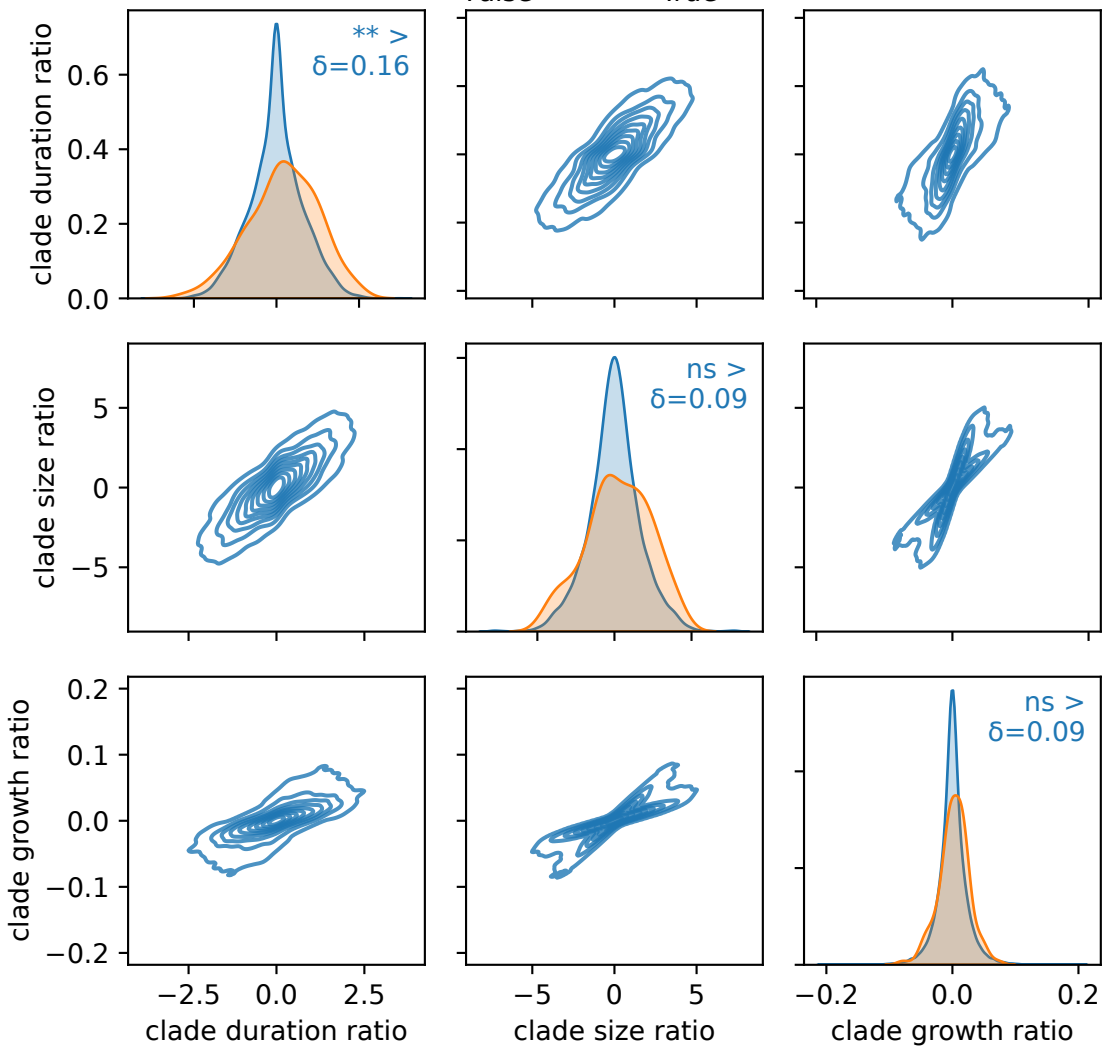 clade duration ratio
0.6
0.4
0.2
0.0
** >
δ=0.16
clade size ratio
5
0
−5
ns >
δ=0.09
clade growth ratio
0.2
0.1
0.0
−0.1
−0.2
ns >
δ=0.09
−2.5 0.0 2.5
−5 0 5
−0.2 0.0 0.2
clade duration ratio
clade size ratio
clade growth ratio